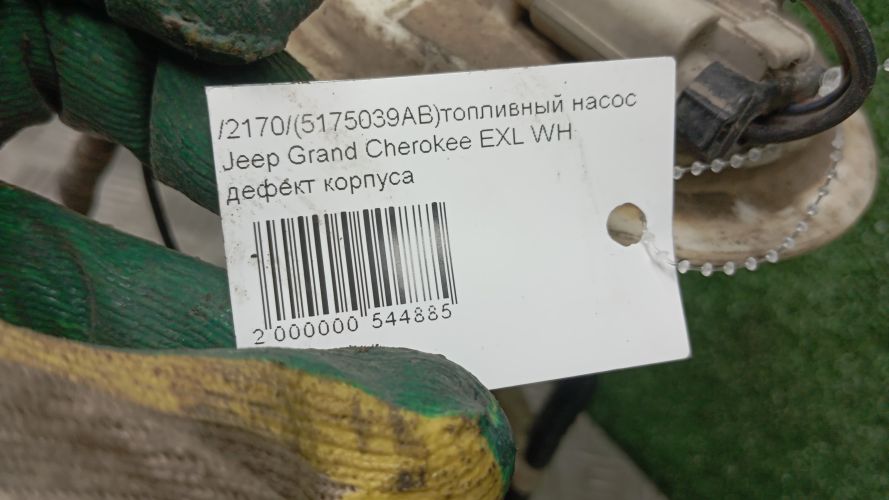 /2170/(5175039AB)топливный насос
Jeep Grand Cherokee EXL WH
дефект корпуса
2 000000 544885